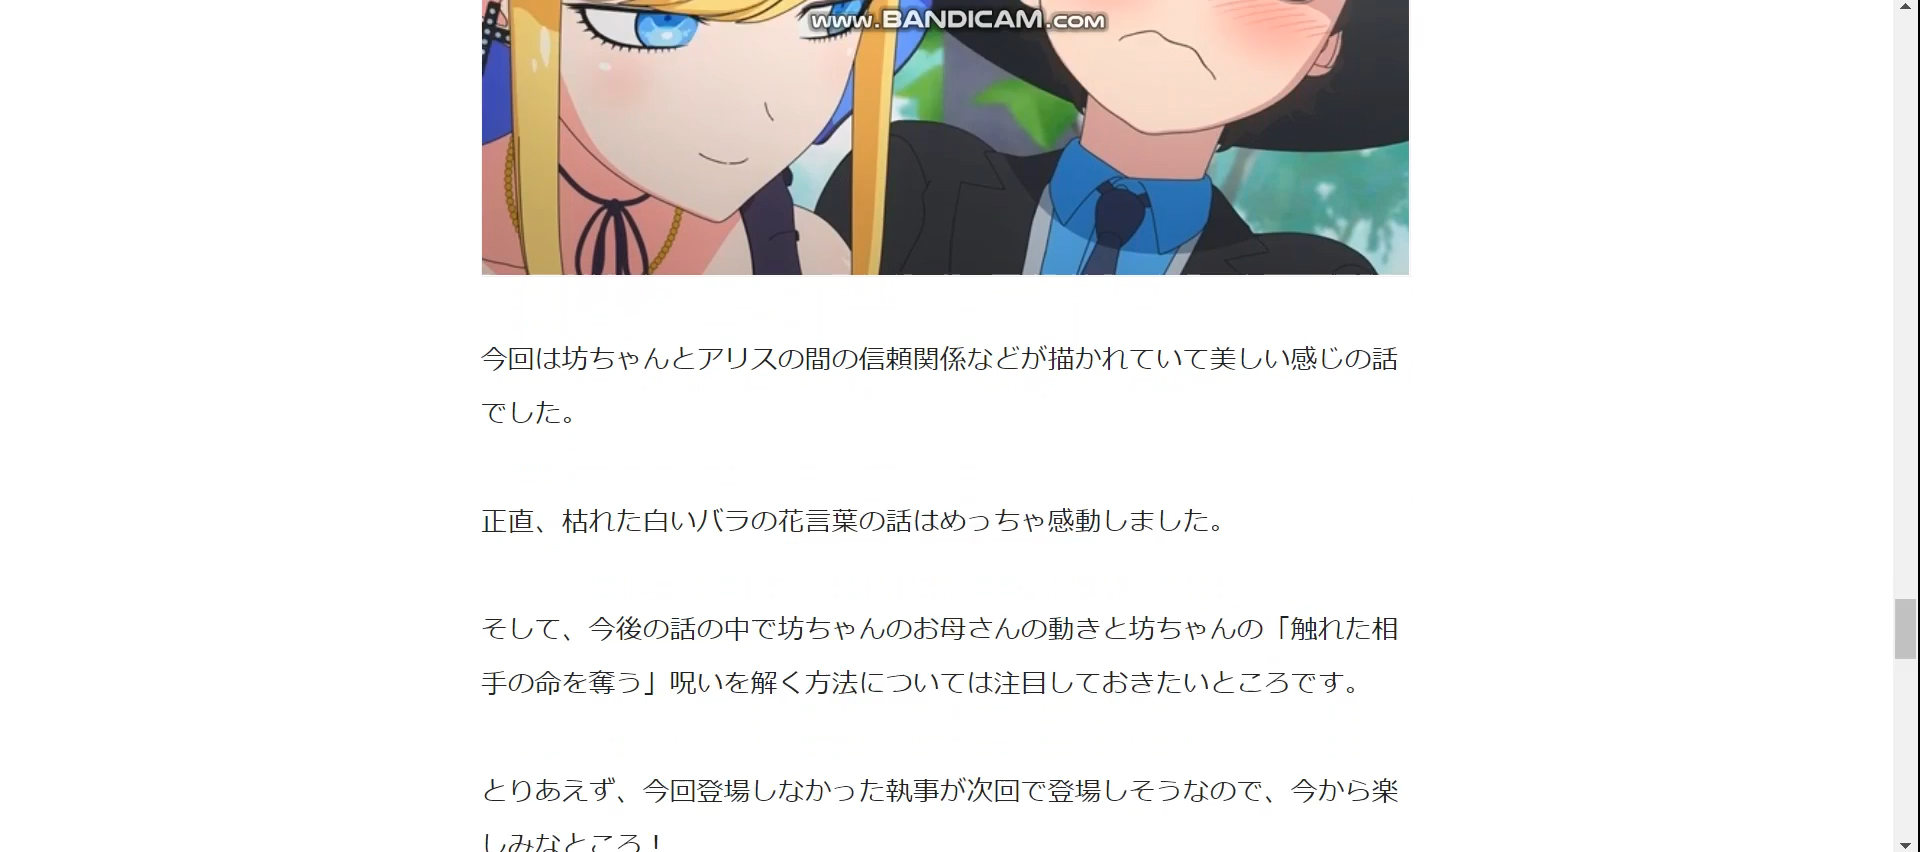 www.BANDICAM.com
今回は坊ちゃんとアリスの間の信頼関係などが描かれていて美しい感じの話
でした。
正直、枯れた白いバラの花言葉の話はめっちゃ感動しました。
そして、今後の話の中で坊ちゃんのお母さんの動きと坊ちゃんの「触れた相
手の命を奪う」呪いを解く方法については注目しておきたいところです。
とりあえず、今回登場しなかった執事が次回で登場しそうなので、今から楽
しみなところ！